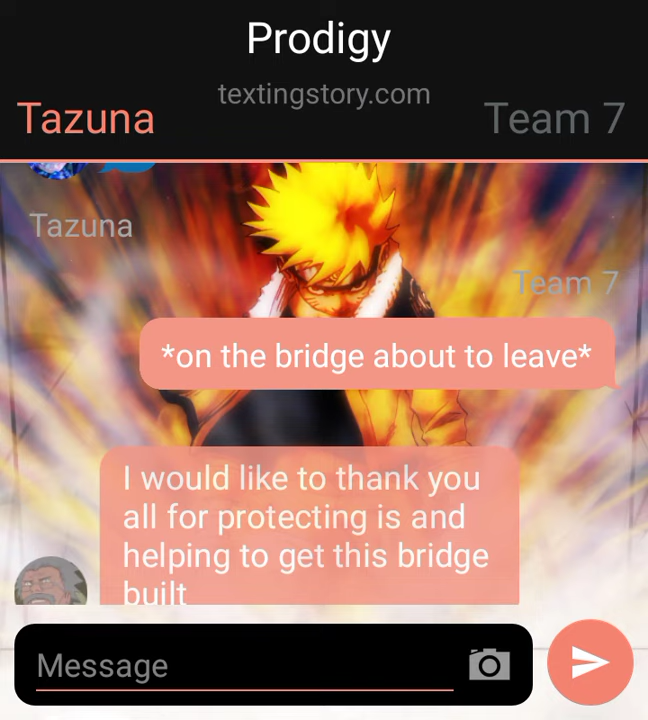 Prodigy
textingstory.com
Tazuna
Team 7
Tazuna
Team 7
*on the bridge about to leave*
I would like to thank you
all for protecting is and
helping to get this bridge
built
Message